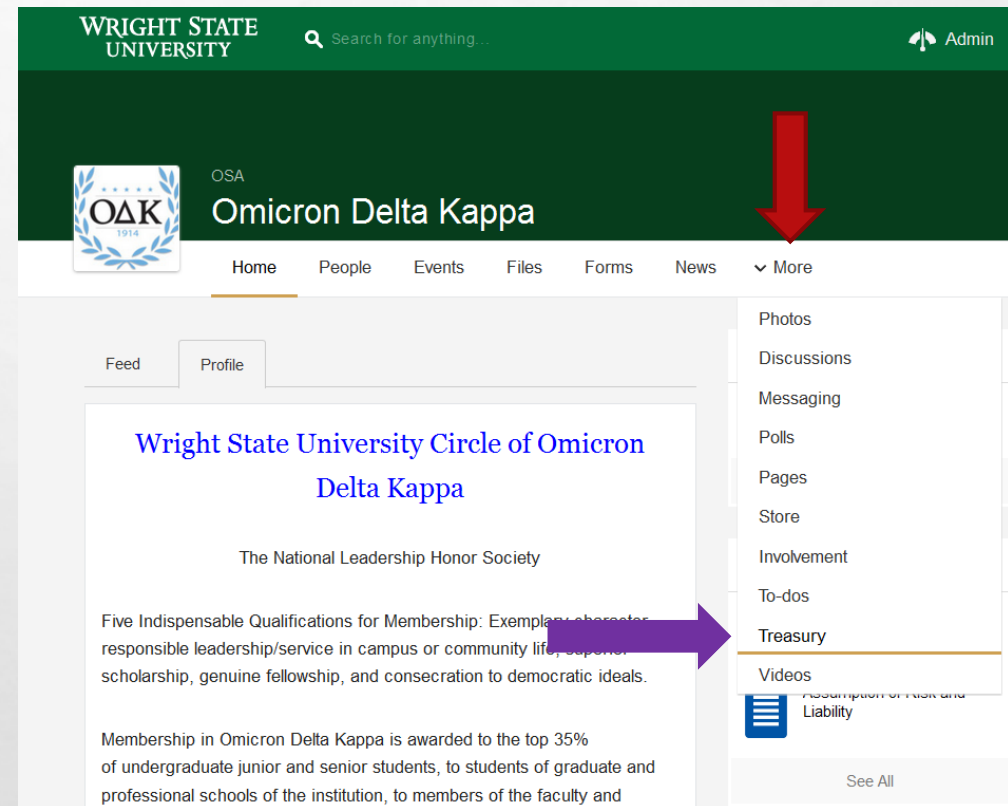 WRIGHT STATE
UNIVERSITY
Search for anything...
Admin
ΟΔΚ
1914
OSA
Omicron Delta Kappa
Home People Events Files Forms News More
Photos
Discussions
Messaging
Polls
Pages
Store
Involvement
To-dos
Treasury
Videos
Feed Profile
Wright State University Circle of Omicron
Delta Kappa
The National Leadership Honor Society
Five Indispensable Qualifications for Membership: Exemplary character
responsible leadership/service in campus or community life, superior
scholarship, genuine fellowship, and consecration to democratic ideals.
Membership in Omicron Delta Kappa is awarded to the top 35%
of undergraduate junior and senior students, to students of graduate and
professional schools of the institution, to members of the faculty and
Assumption of Risk and
Liability
See All